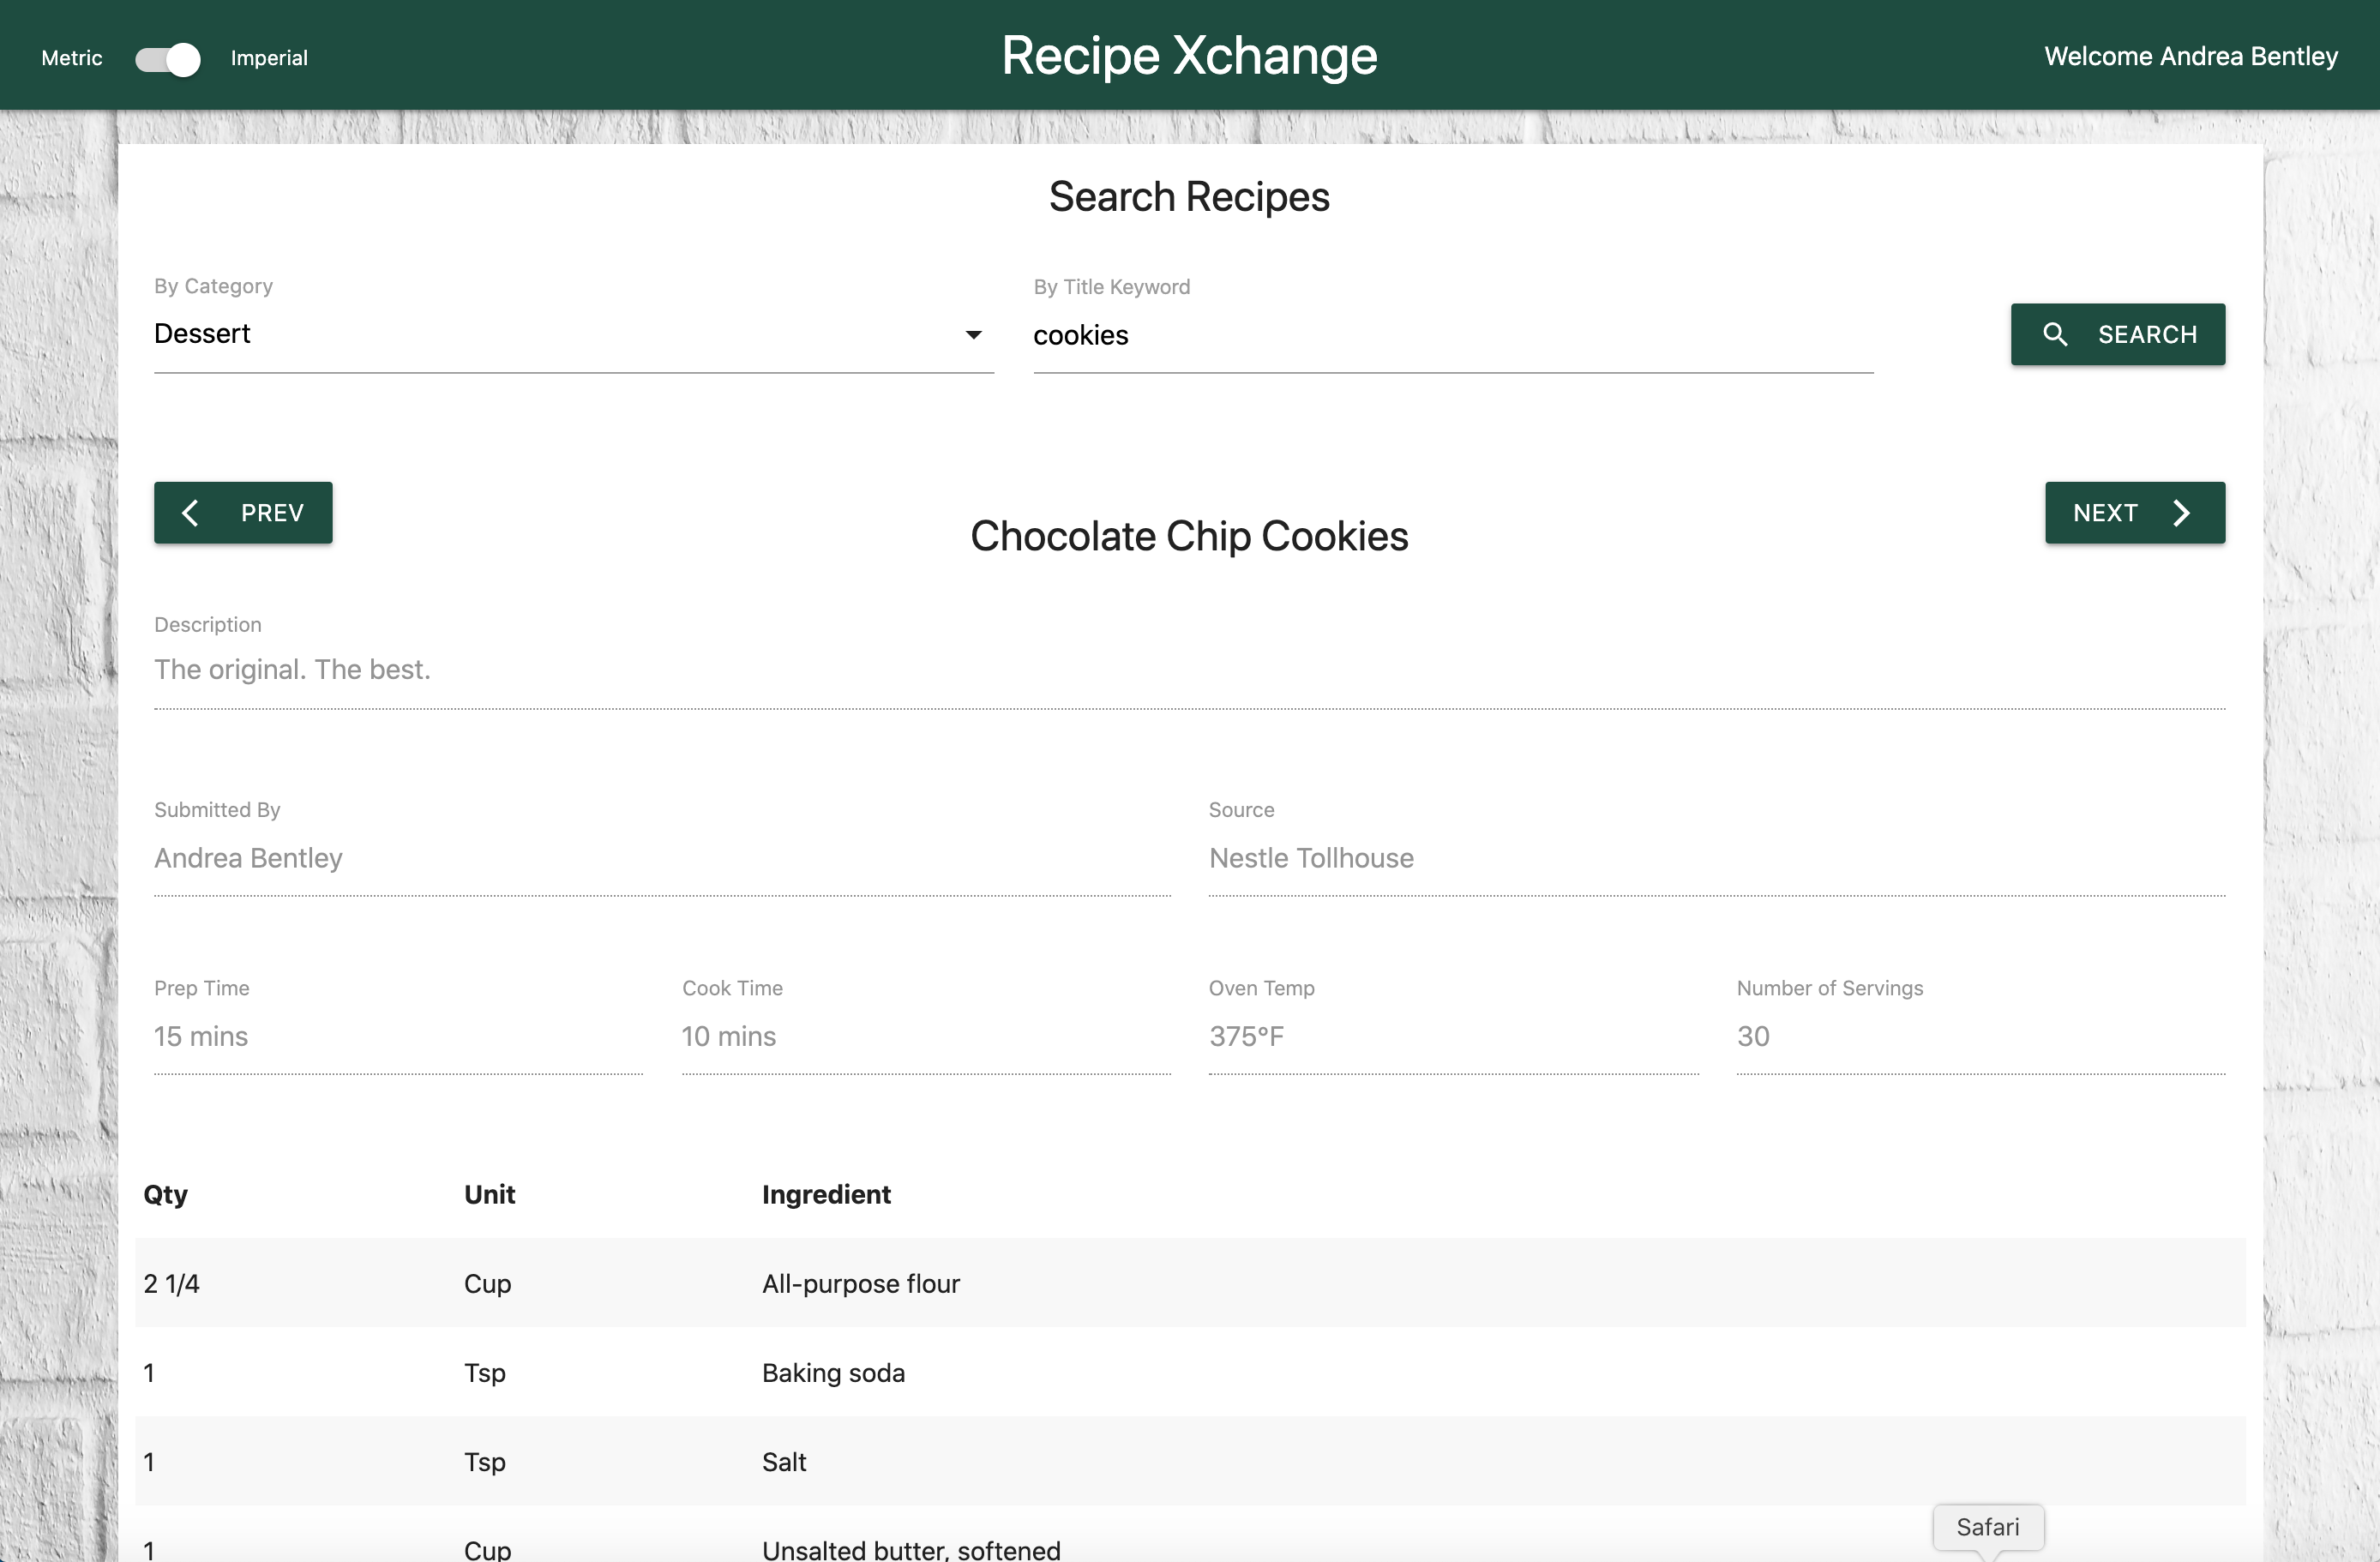 Metric Imperial Recipe Xchange Welcome Andrea Bentley
Search Recipes
By Category By Title Keyword
Dessert cookies SEARCH
PREV NEXT
Chocolate Chip Cookies
Description
The original. The best.
Submitted By Source
Andrea Bentley Nestle Tollhouse
Prep Time Cook Time Oven Temp Number of Servings
15 mins 10 mins 375°F 30
Qty Unit Ingredient
2 1/4 Cup All-purpose flour
1 Tsp Baking soda
1 Tsp Salt
Safari
1 Cup Unsalted butter, softened